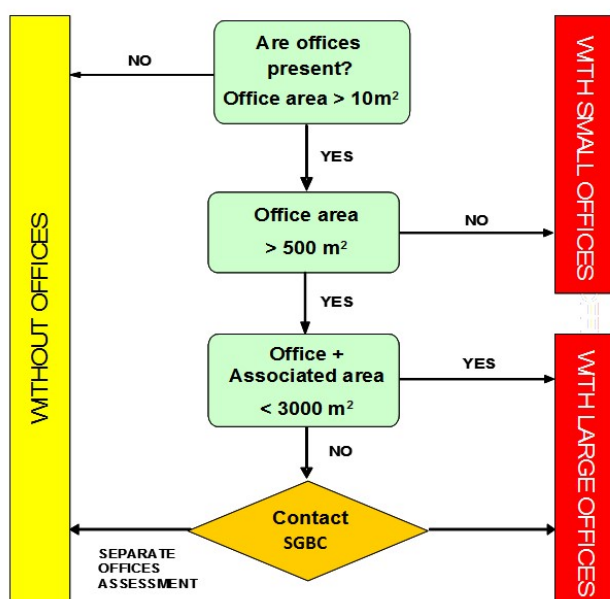 Are offices
present?
Office area > 10m²
NO
YES
WITH SMALL OFFICES
Office area
> 500 m²
NO
YES
WITHOUT OFFICES
Office +
Associated area
< 3000 m²
YES
NO
WITH LARGE OFFICES
Contact
SGBC
SEPARATE
OFFICES
ASSESSMENT